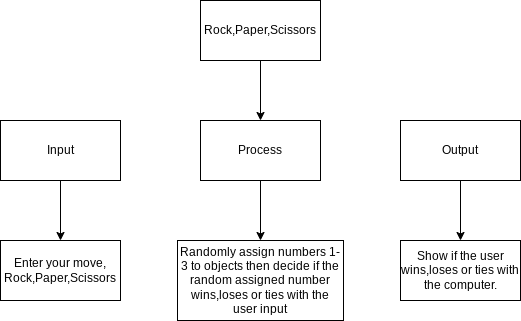 Rock,Paper,Scissors
Input
Process
Output
Enter your move,
Rock,Paper,Scissors
Randomly assign numbers 1-
3 to objects then decide if the
random assigned number
wins,loses or ties with the
user input
Show if the user
wins,loses or ties with
the computer.